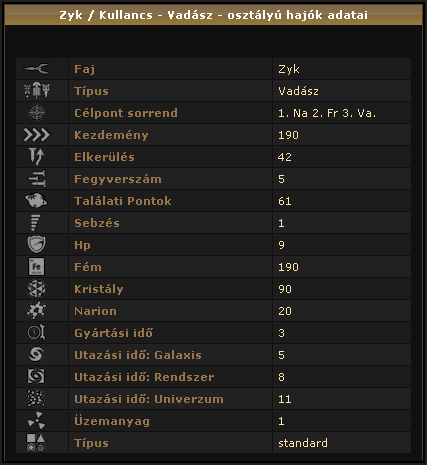 Zyk / Kullancs - Vadász - osztályú hajók adatai
Faj Zyk
Típus Vadász
Célpont sorrend 1. Na 2. Fr 3. Va.
Kezdemény 190
Elkerülés 42
Fegyverszám 5
Találati Pontok 61
Sebzés 1
Hp 9
Fe Fém 190
Kristály 90
Narion 20
Gyártási idő 3
Utazási idő: Galaxis 5
Utazási idő: Rendszer 8
Utazási idő: Univerzum 11
Üzemanyag 1
Típus standard